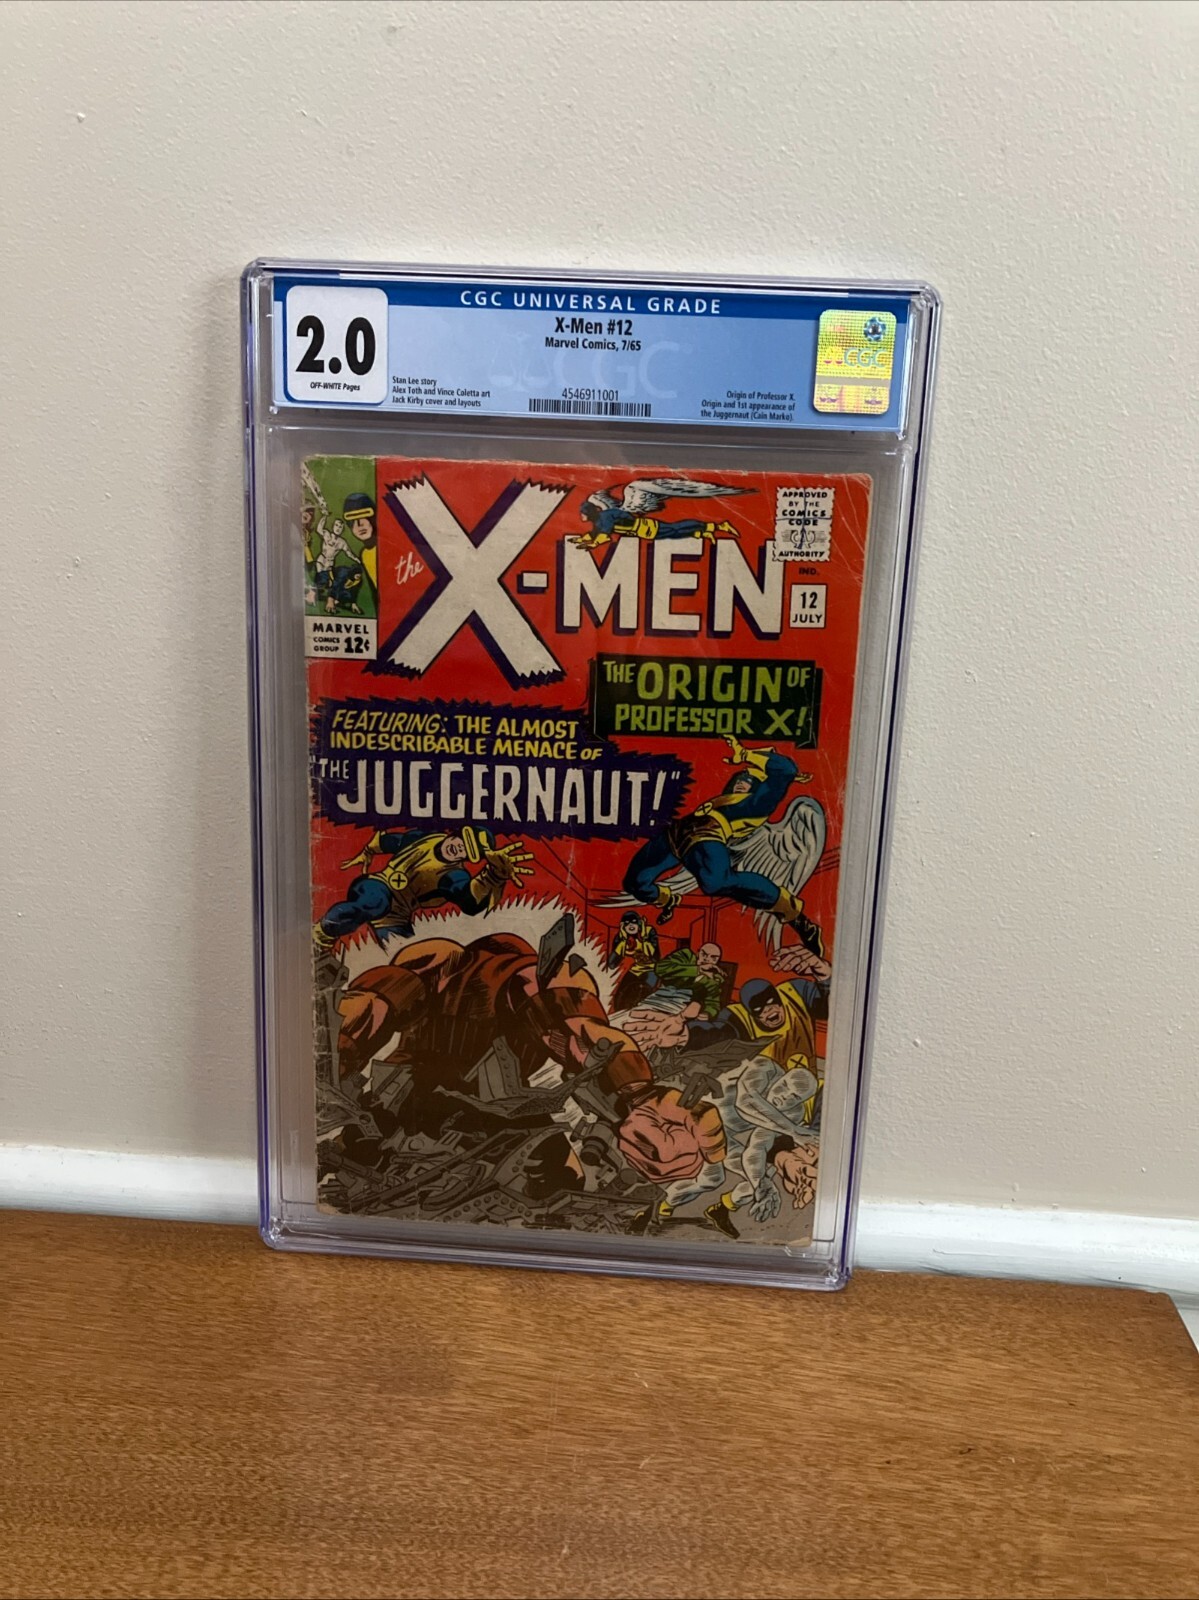 CGC UNIVERSAL GRADE
2.0
OFF-WHITE Pages
X-Men #12
Marvel Comics, 7/65
Stan Lee story
Alex Toth and Vince Coletta art
Jack Kirby cover and layouts
4546911001
Origin of Professor X.
Origin and 1st appearance of
the Juggernaut (Cain Marko).
CGC
CGC
MARVEL
COMICS
GROUP 12¢
the X-MEN
APPROVED
BY THE
COMICS
CODE
AUTHORITY
IND.
12
JULY
THE ORIGIN OF
PROFESSOR X!
FEATURING: THE ALMOST
INDESCRIBABLE MENACE OF
"THE JUGGERNAUT!"